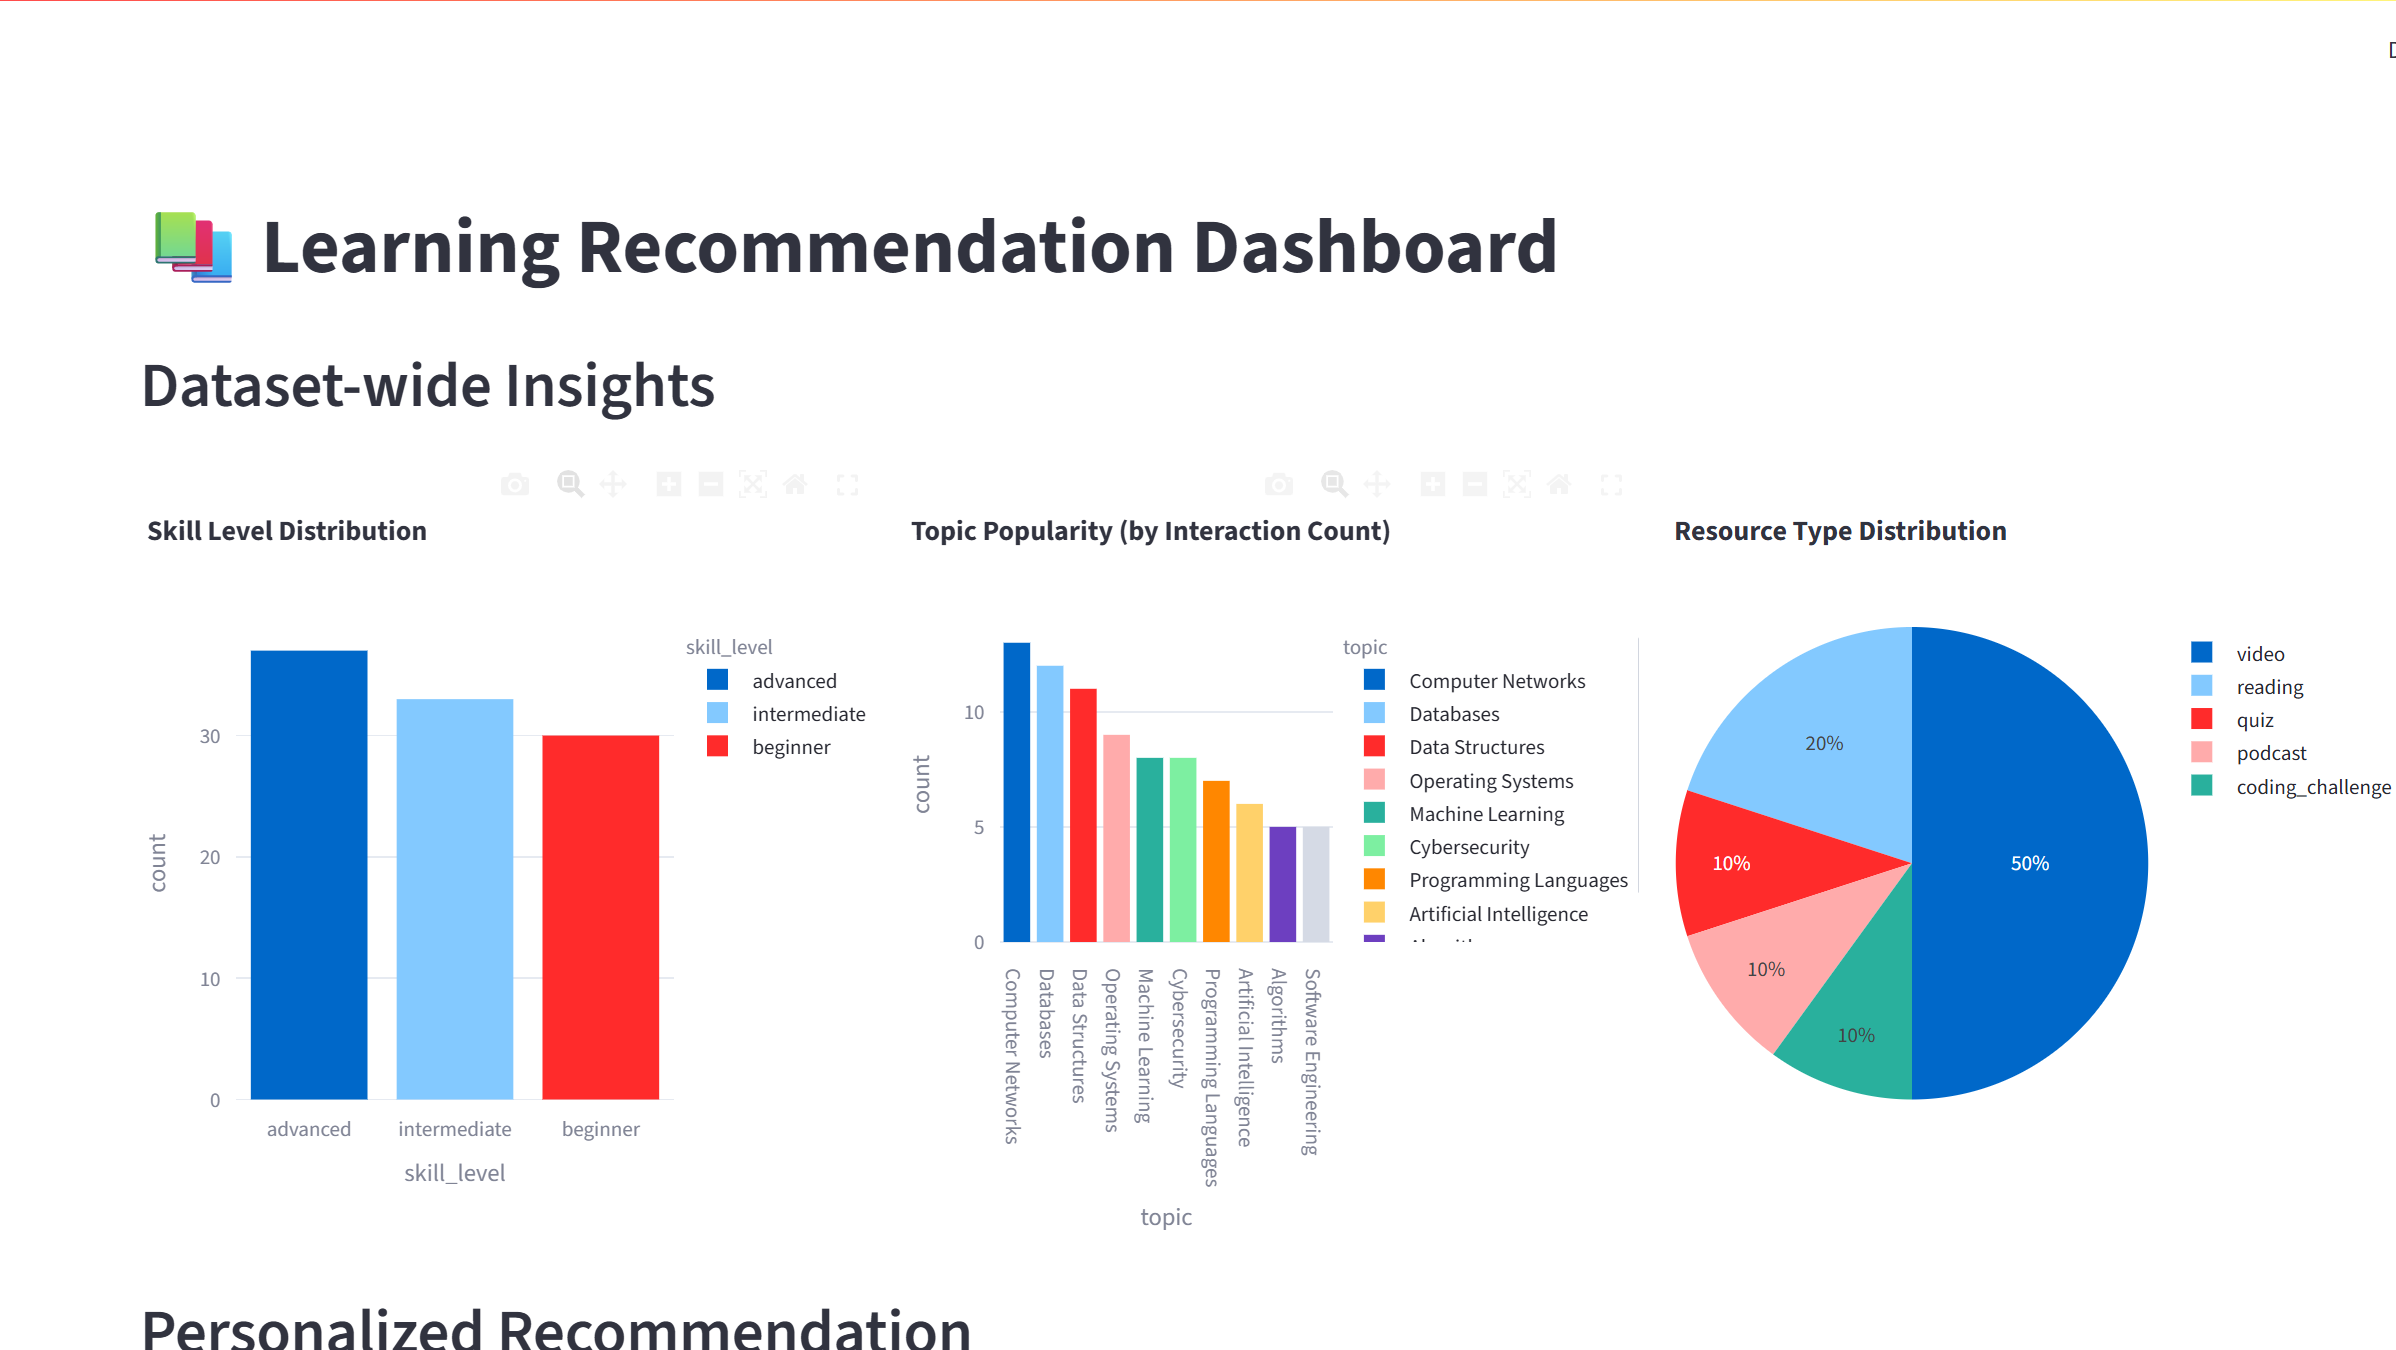 Learning Recommendation Dashboard
Dataset-wide Insights
Skill Level Distribution
count
30
20
10
0
advanced
intermediate
beginner
skill_level
skill_level
advanced
intermediate
beginner
Topic Popularity (by Interaction Count)
count
10
5
0
Computer Networks
Databases
Data Structures
Operating Systems
Machine Learning
Cybersecurity
Programming Languages
Artificial Intelligence
Algorithms
Software Engineering
topic
topic
Computer Networks
Databases
Data Structures
Operating Systems
Machine Learning
Cybersecurity
Programming Languages
Artificial Intelligence
Resource Type Distribution
20%
10%
50%
10%
10%
video
reading
quiz
podcast
coding_challenge
Personalized Recommendation